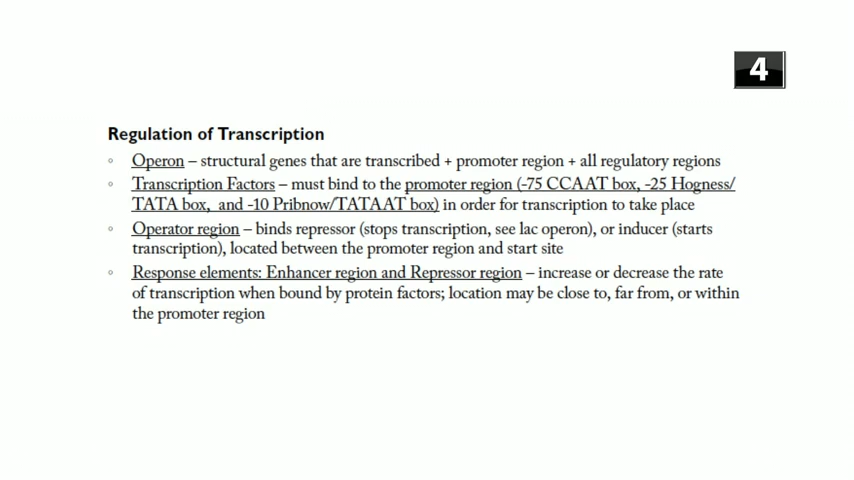 4
Regulation of Transcription
◦ Operon – structural genes that are transcribed + promoter region + all regulatory regions
◦ Transcription Factors – must bind to the promoter region (-75 CCAAT box, -25 Hogness/
TATA box, and -10 Pribnow/TATAAT box) in order for transcription to take place
◦ Operator region – binds repressor (stops transcription, see lac operon), or inducer (starts
transcription), located between the promoter region and start site
◦ Response elements: Enhancer region and Repressor region – increase or decrease the rate
of transcription when bound by protein factors; location may be close to, far from, or within
the promoter region